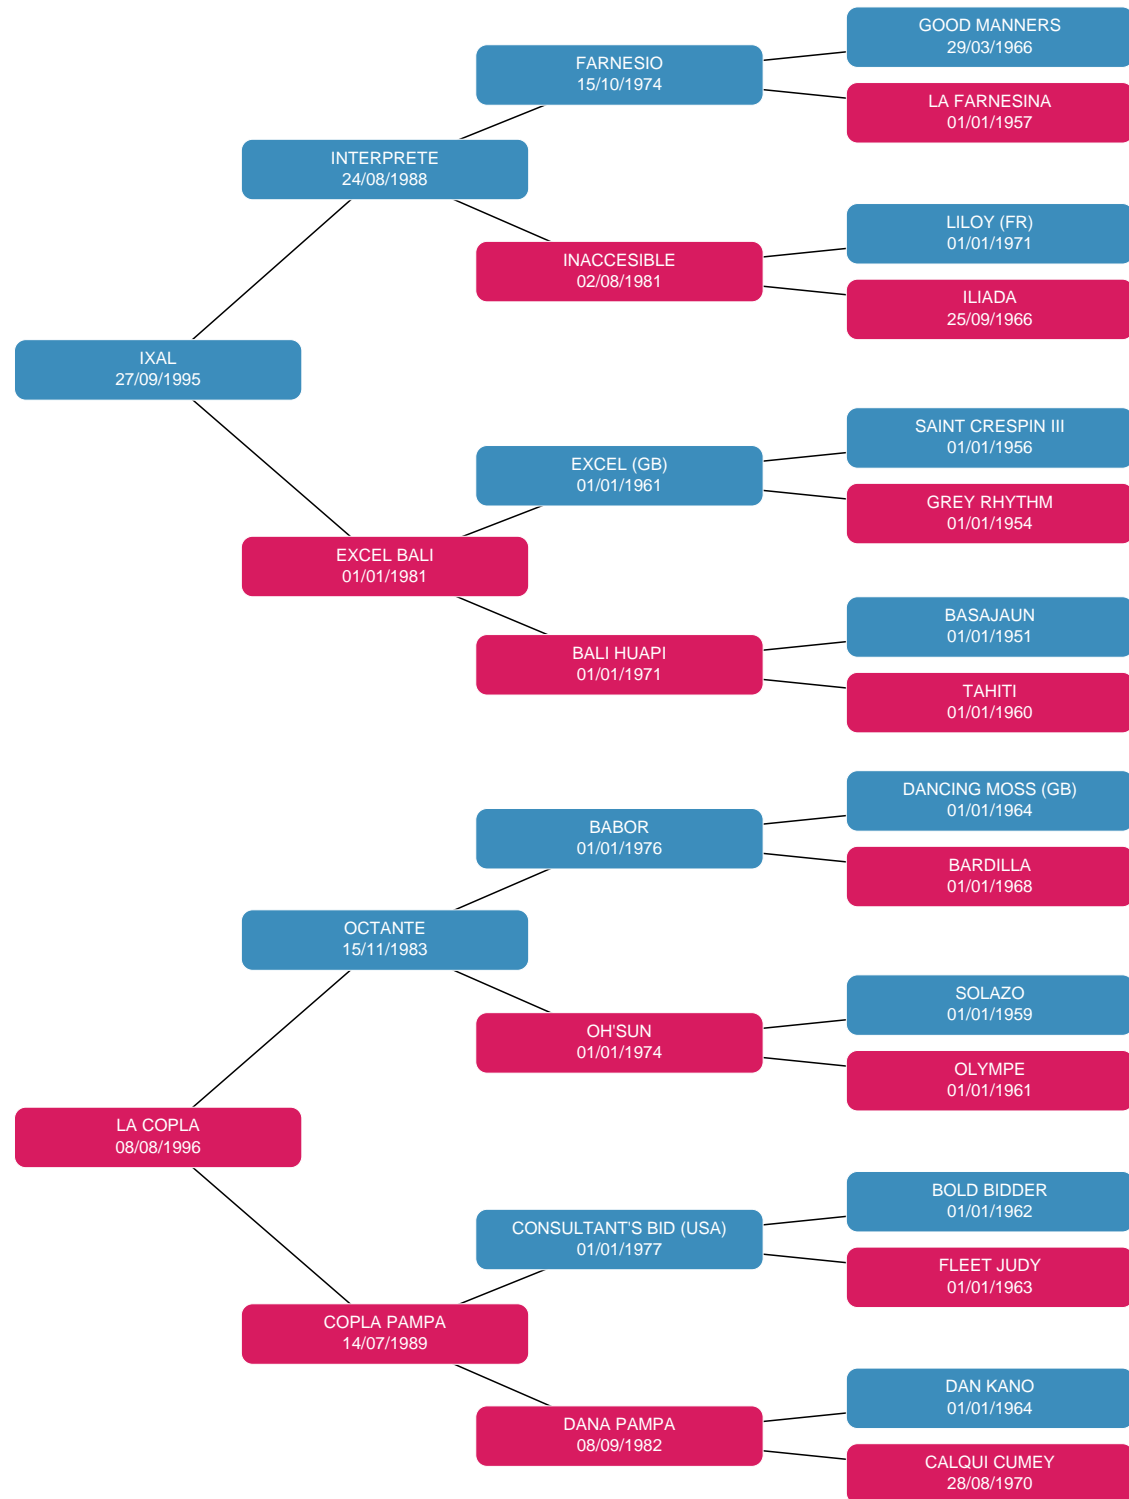 GOOD MANNERS
29/03/1966
FARNESIO
15/10/1974
LA FARNESINA
01/01/1957
INTERPRETE
24/08/1988
LILOY (FR)
01/01/1971
INACCESIBLE
02/08/1981
ILIADA
25/09/1966
IXAL
27/09/1995
SAINT CRESPIN III
01/01/1956
EXCEL (GB)
01/01/1961
GREY RHYTHM
01/01/1954
EXCEL BALI
01/01/1981
BASAJAUN
01/01/1951
BALI HUAPI
01/01/1971
TAHITI
01/01/1960
DANCING MOSS (GB)
01/01/1964
BABOR
01/01/1976
BARDILLA
01/01/1968
OCTANTE
15/11/1983
SOLAZO
01/01/1959
OH'SUN
01/01/1974
OLYMPE
01/01/1961
LA COPLA
08/08/1996
BOLD BIDDER
01/01/1962
CONSULTANT'S BID (USA)
01/01/1977
FLEET JUDY
01/01/1963
COPLA PAMPA
14/07/1989
DAN KANO
01/01/1964
DANA PAMPA
08/09/1982
CALQUI CUMEY
28/08/1970